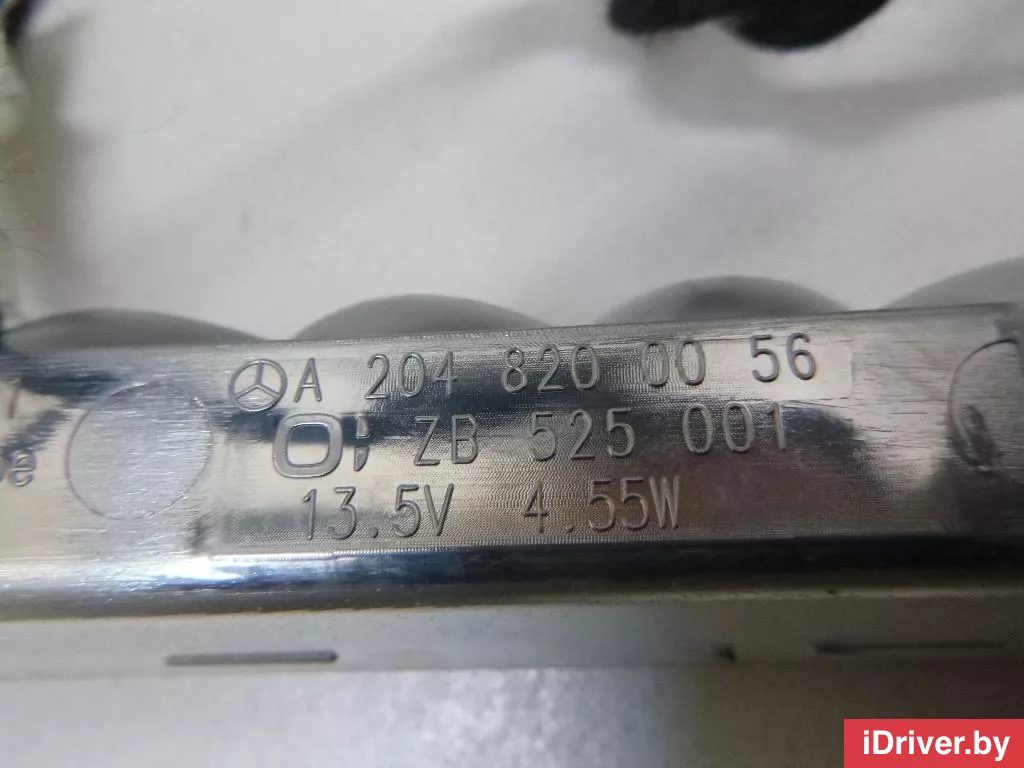 A 204 820 00 56
ZB 525 001
13.5V 4.55W
iDriver.by